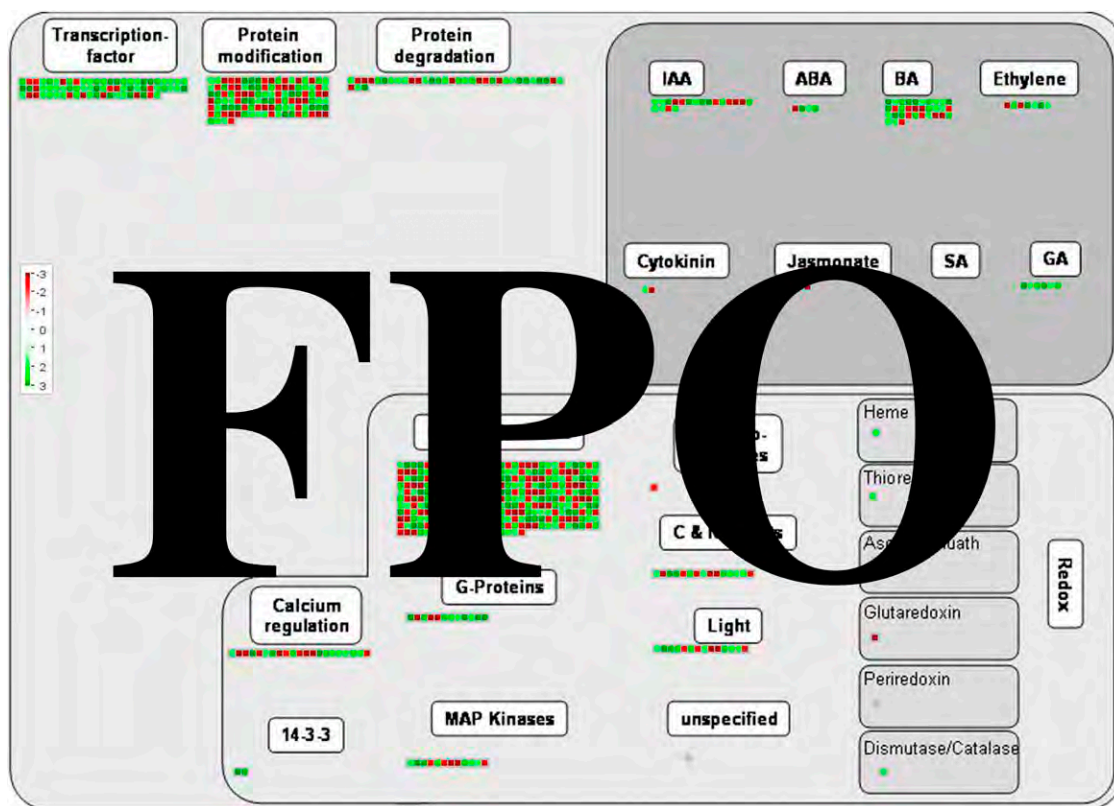 Transcription-
factor
Protein
modification
Protein
degradation
IAA
ABA
BA
Ethylene
Cytokinin
Jasmonate
SA
GA
-3
-2
-1
0
1
2
3
FPO
C &
Heme
Thiore
Redox
Glutaredoxin
G-Proteins
Calcium
regulation
Light
Periredoxin
MAP Kinases
unspecified
14-3-3
Dismutase/Catalase